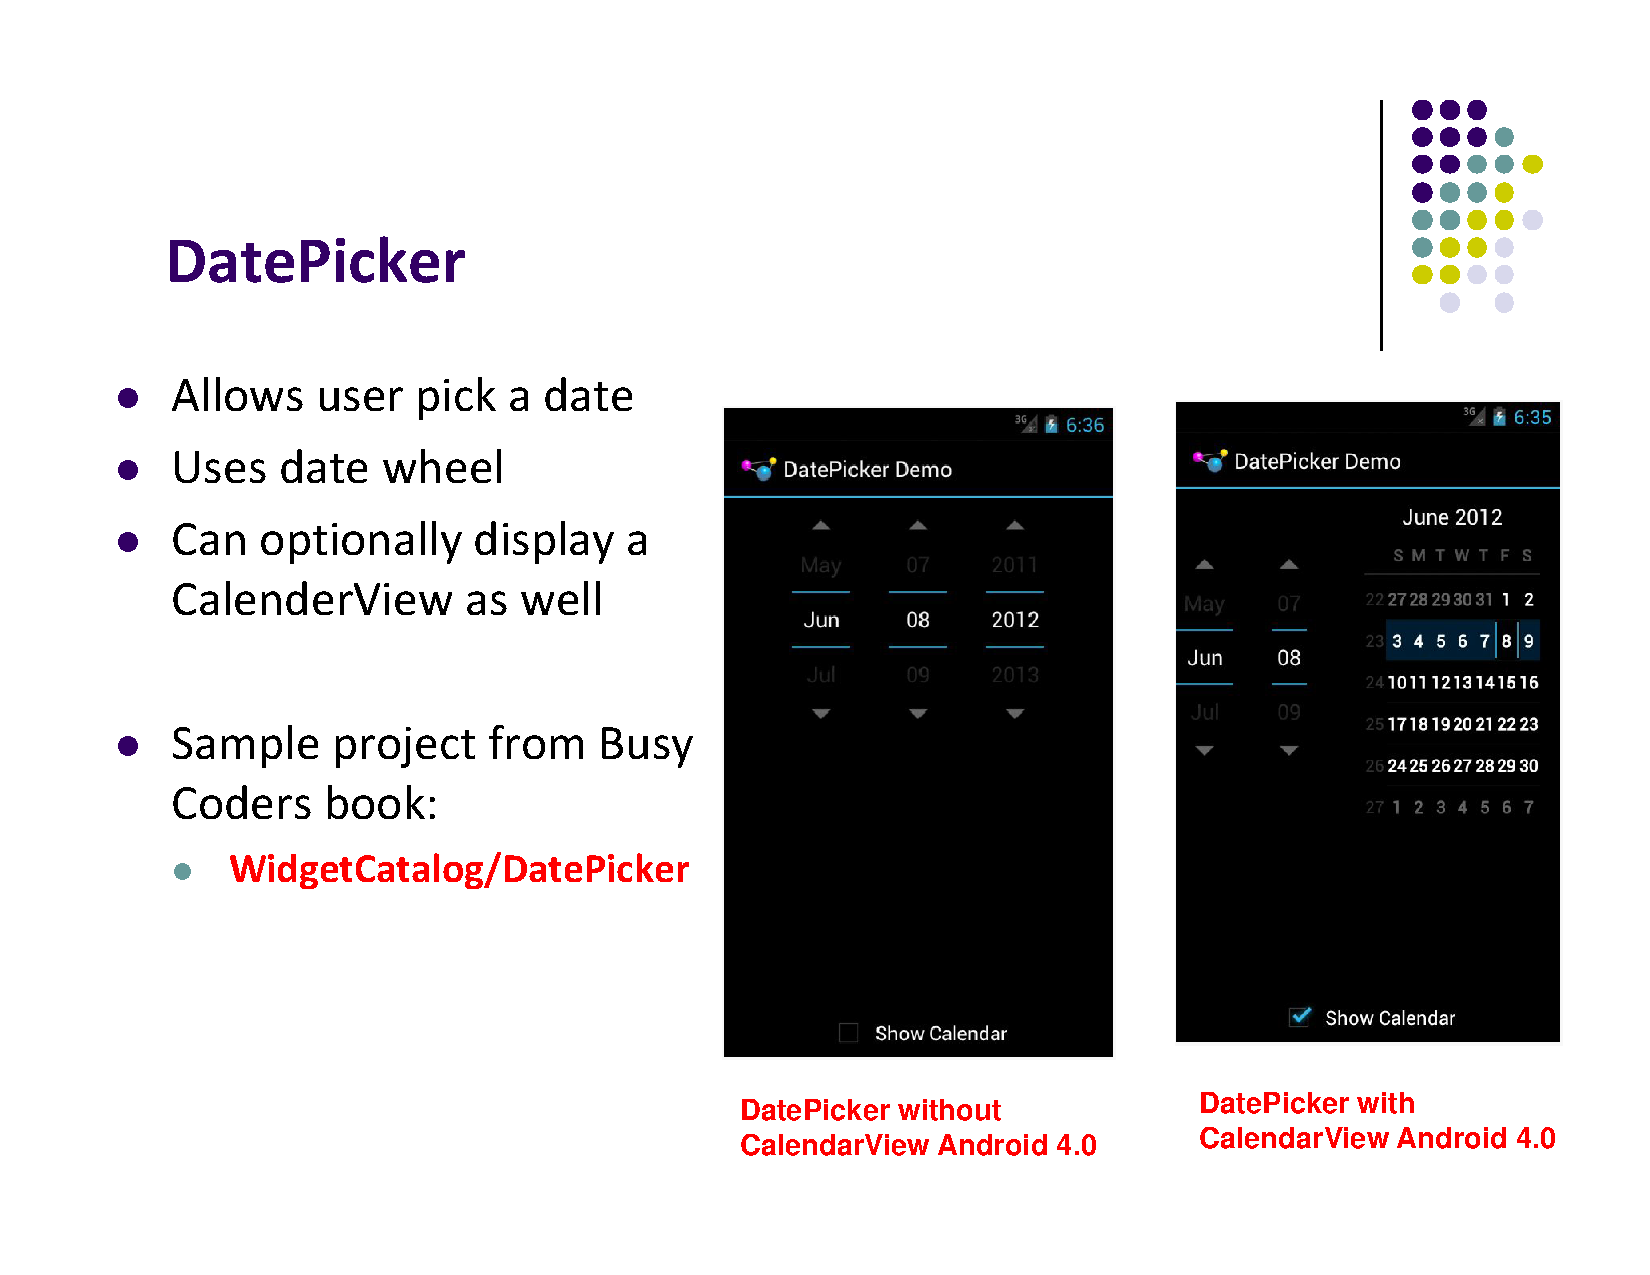 DatePicker
Allows user pick a date
Uses date wheel
Can optionally display a
CalenderView as well
Sample project from Busy
Coders book:
WidgetCatalog/DatePicker
3G 6:36
DatePicker Demo
May 07 2011
Jun 08 2012
Jul 09 2013
Show Calendar
DatePicker without
CalendarView Android 4.0
3G 6:35
DatePicker Demo
May 07
Jun 08
Jul 09
June 2012
S M T W T F S
22 27 28 29 30 31 1 2
23 3 4 5 6 7 8 9
24 10 11 12 13 14 15 16
25 17 18 19 20 21 22 23
26 24 25 26 27 28 29 30
27 1 2 3 4 5 6 7
Show Calendar
DatePicker with
CalendarView Android 4.0